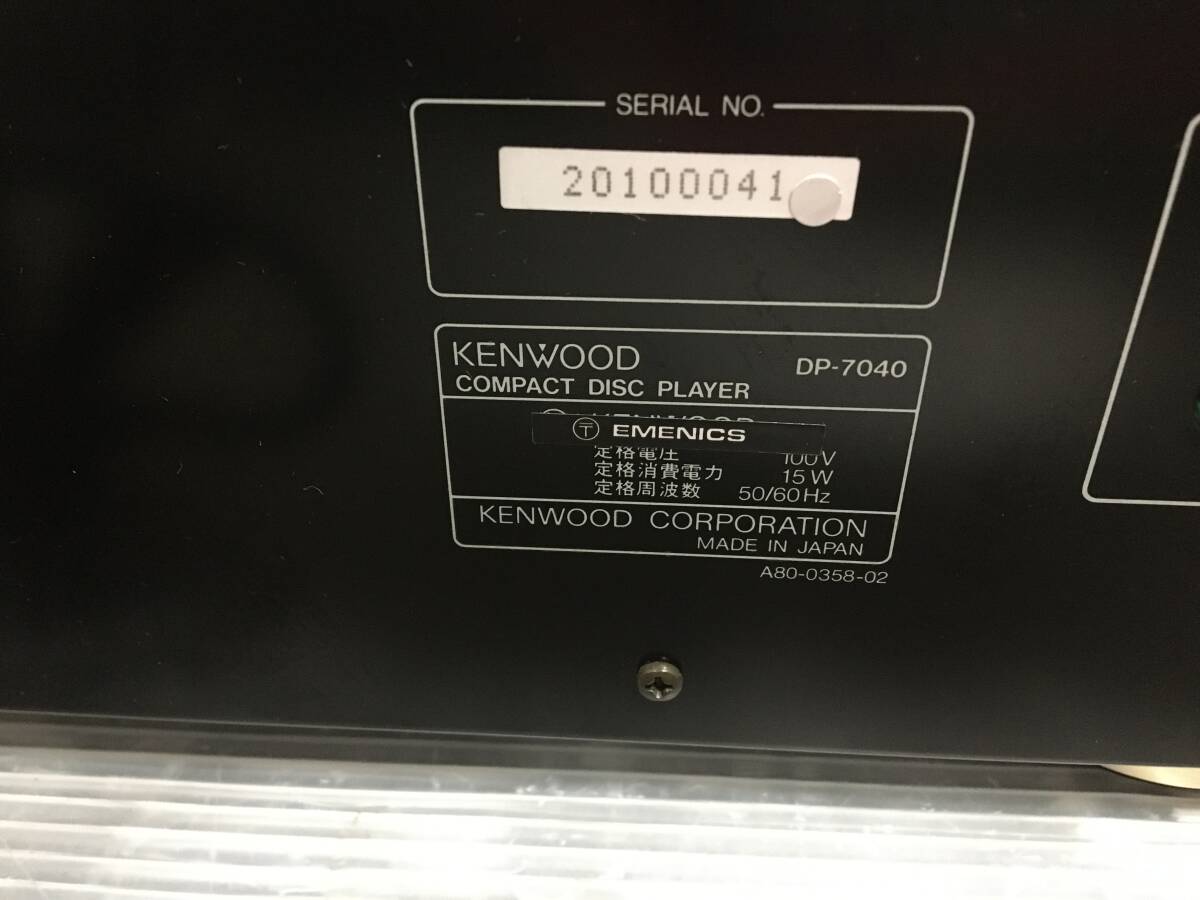 SERIAL NO.
20100041
KENWOOD DP-7040
COMPACT DISC PLAYER
〒 EMENICS
定格電圧 100V
定格消費電力 15W
定格周波数 50/60Hz
KENWOOD CORPORATION
MADE IN JAPAN
A80-0358-02